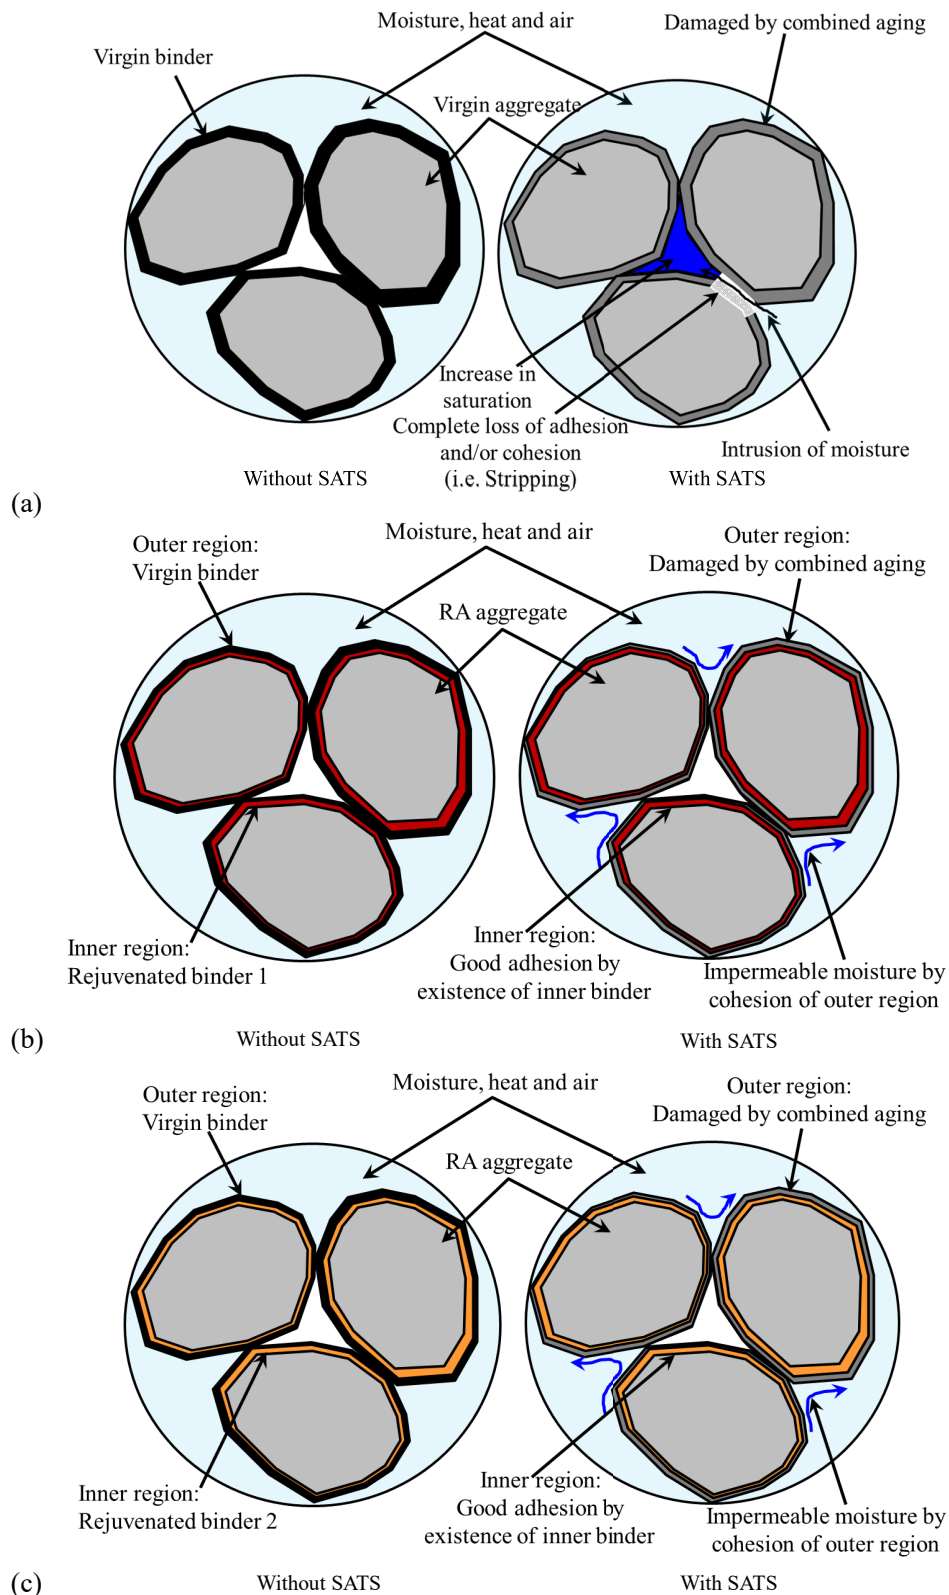 Moisture, heat and air
Damaged by combined aging
Virgin binder
Virgin aggregate
Increase in
saturation
Complete loss of adhesion
and/or cohesion
(i.e. Stripping)
Intrusion of moisture
Without SATS
With SATS
(a)
Moisture, heat and air
Outer region:
Virgin binder
Outer region:
Damaged by combined aging
RA aggregate
Inner region:
Rejuvenated binder 1
Inner region:
Good adhesion by
existence of inner binder
Impermeable moisture by
cohesion of outer region
Without SATS
With SATS
(b)
Moisture, heat and air
Outer region:
Virgin binder
Outer region:
Damaged by combined aging
RA aggregate
Inner region:
Rejuvenated binder 2
Inner region:
Good adhesion by
existence of inner binder
Impermeable moisture by
cohesion of outer region
Without SATS
With SATS
(c)